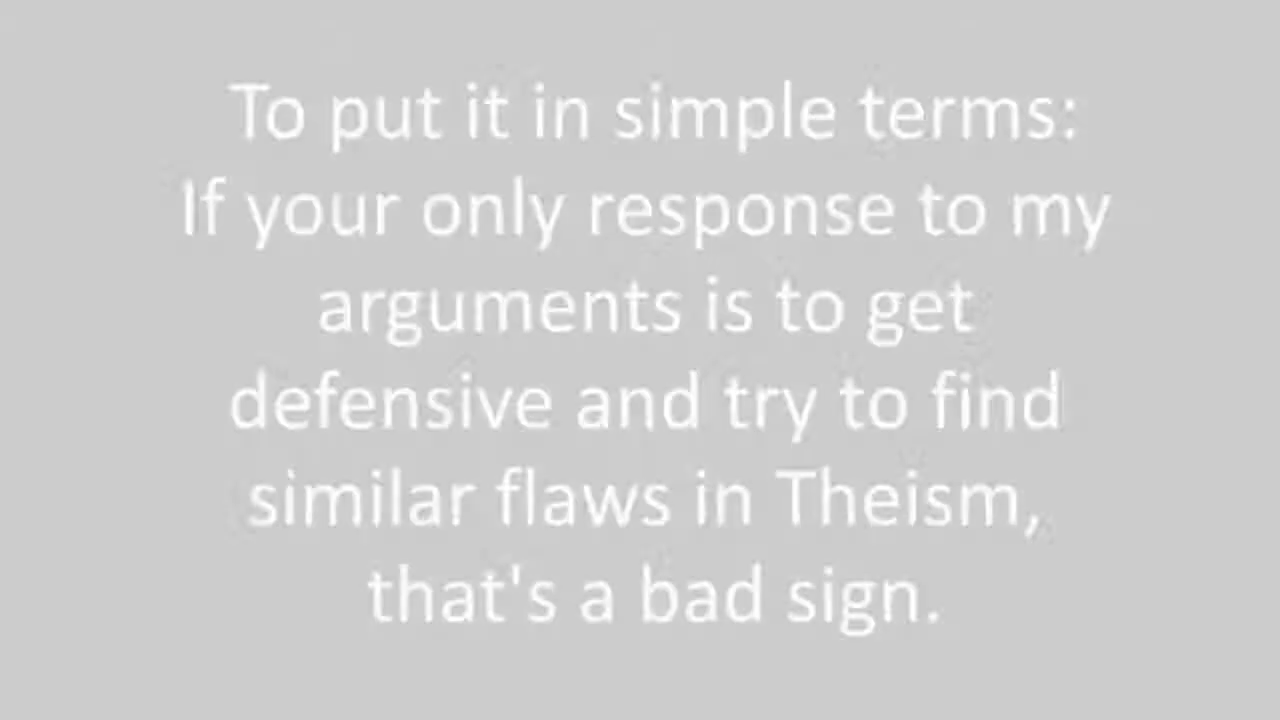 To put it in simple terms:
If your only response to my
arguments is to get
defensive and try to find
similar flaws in Theism,
that's a bad sign.